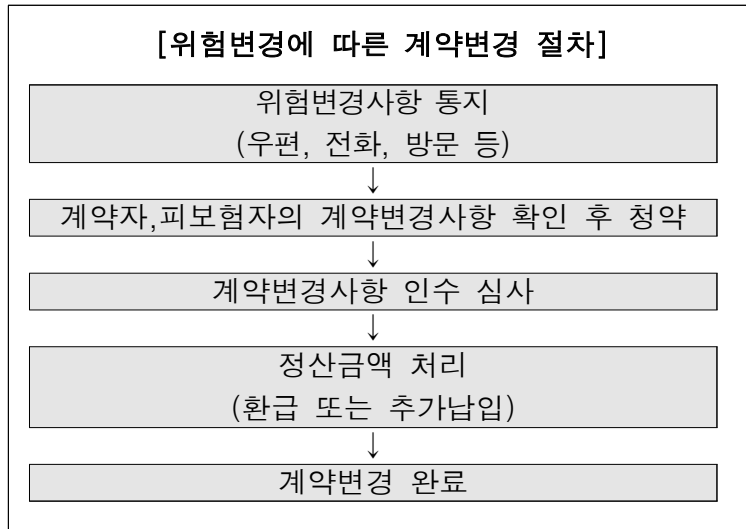 [위험변경에 따른 계약변경 절차]
위험변경사항 통지
(우편, 전화, 방문 등)
↓
계약자,피보험자의 계약변경사항 확인 후 청약
↓
계약변경사항 인수 심사
↓
정산금액 처리
(환급 또는 추가납입)
↓
계약변경 완료